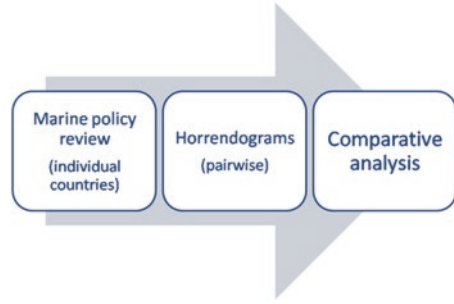 Marine policy
review
(individual
countries)
Horrendograms
(pairwise)
Comparative
analysis